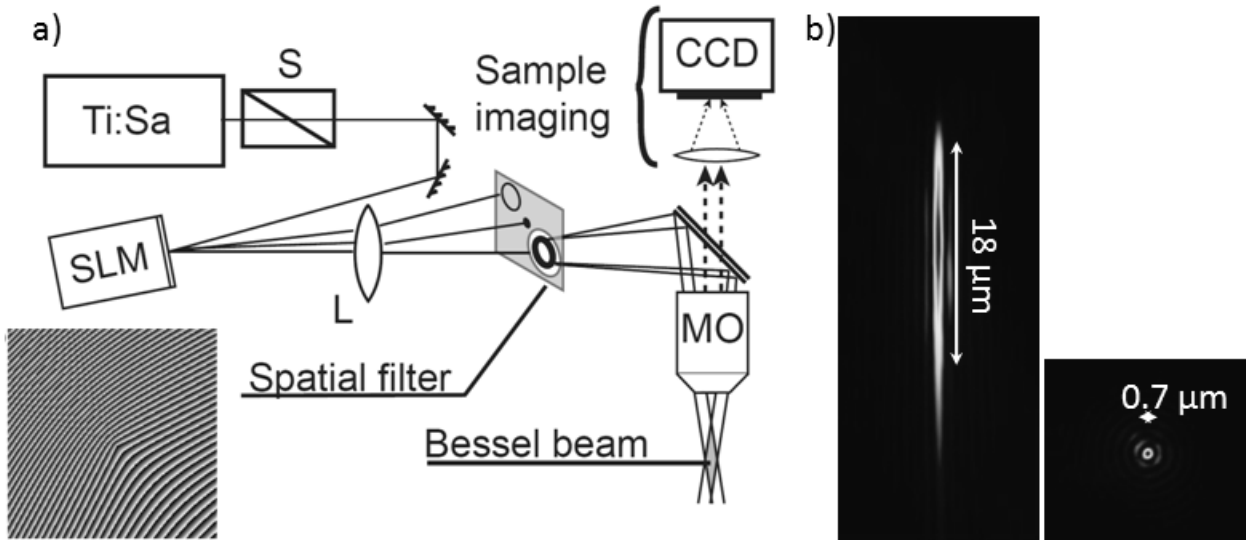 a)
Ti:Sa
S
Sample
imaging
CCD
SLM
L
Spatial filter
MO
Bessel beam
b)
18 µm
0.7 µm